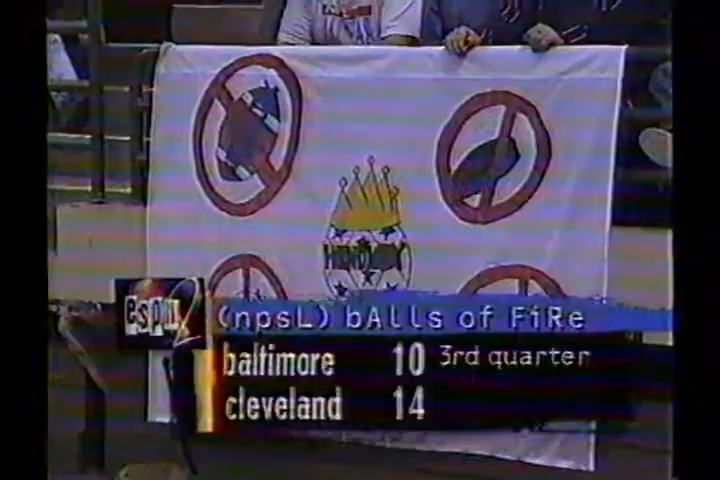 espn2
(npsL) bAlls of FiRe
baltimore 10 3rd quarter
cleveland 14